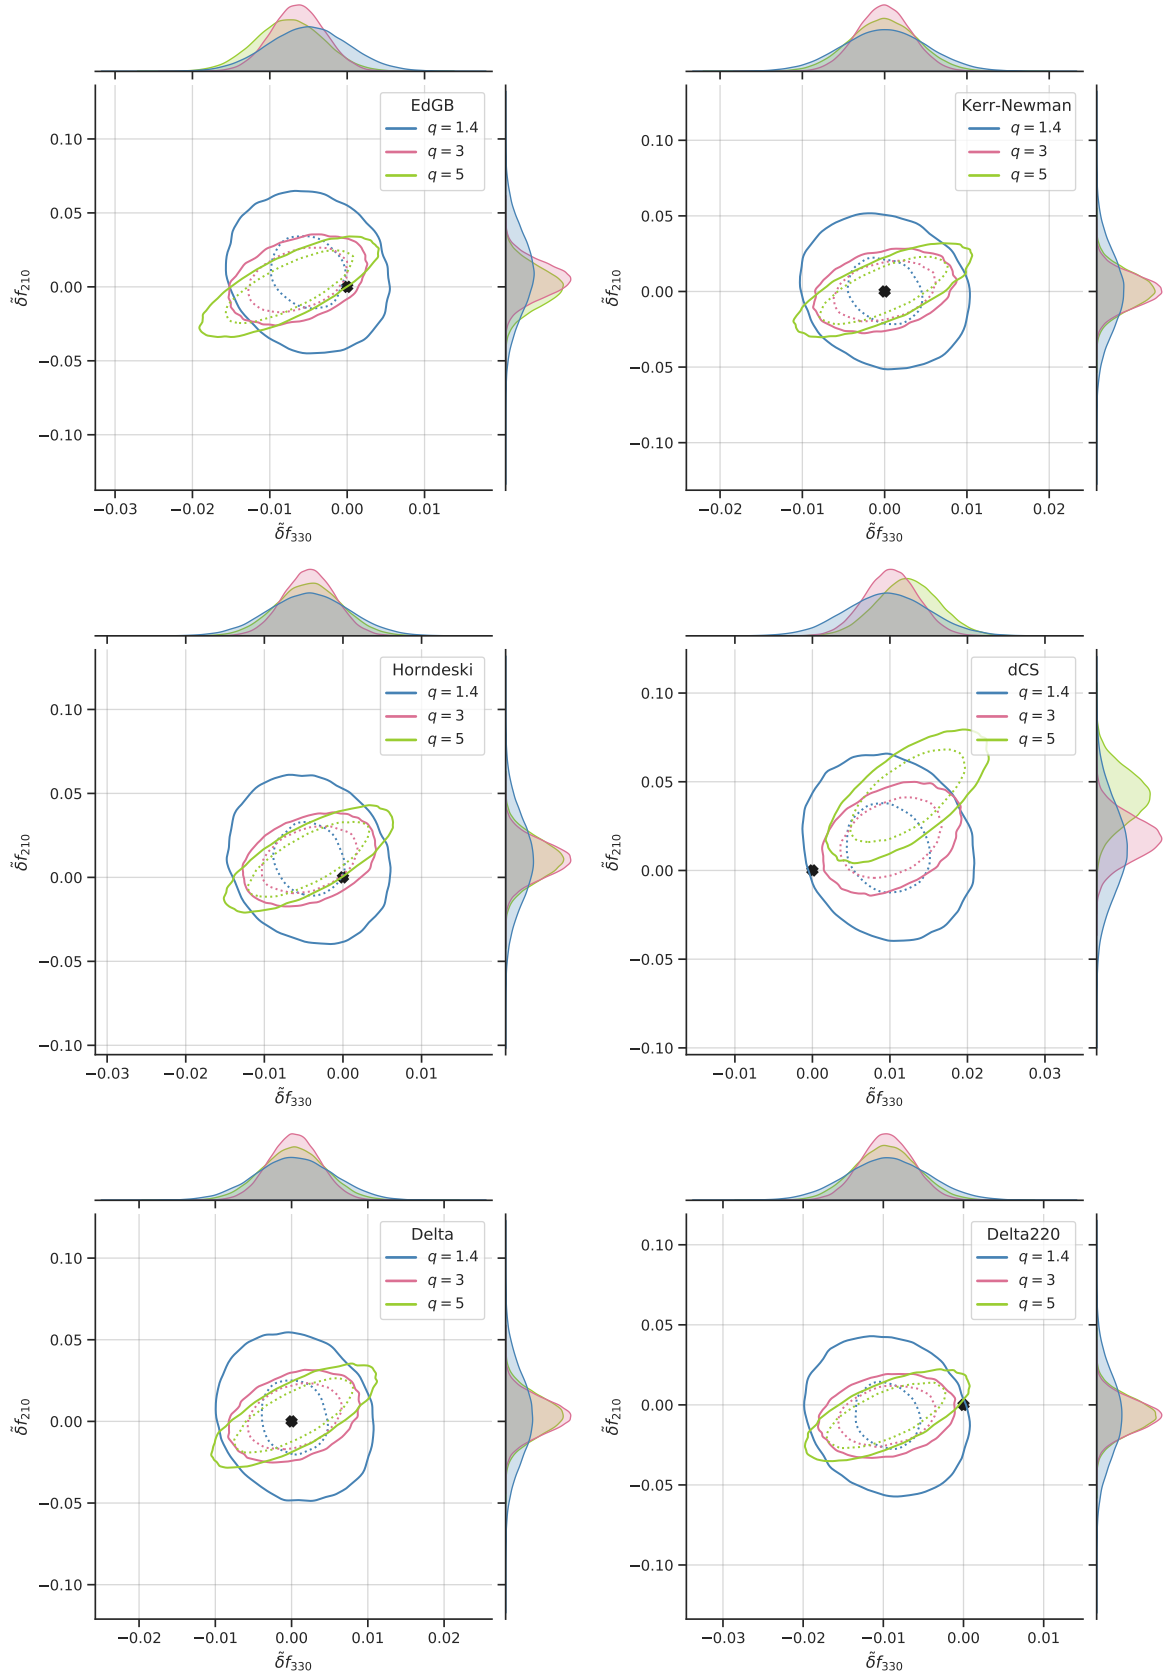 EdGB
q = 1.4
q = 3
q = 5
0.10
0.05
0.00
−0.05
−0.10
δ̃f₂₁₀
−0.03
−0.02
−0.01
0.00
0.01
δ̃f₃₃₀
Kerr-Newman
q = 1.4
q = 3
q = 5
0.10
0.05
0.00
−0.05
−0.10
δ̃f₂₁₀
−0.02
−0.01
0.00
0.01
0.02
δ̃f₃₃₀
Horndeski
q = 1.4
q = 3
q = 5
0.10
0.05
0.00
−0.05
−0.10
δ̃f₂₁₀
−0.03
−0.02
−0.01
0.00
0.01
δ̃f₃₃₀
dCS
q = 1.4
q = 3
q = 5
0.10
0.05
0.00
−0.05
−0.10
δ̃f₂₁₀
−0.01
0.00
0.01
0.02
0.03
δ̃f₃₃₀
Delta
q = 1.4
q = 3
q = 5
0.10
0.05
0.00
−0.05
−0.10
δ̃f₂₁₀
−0.02
−0.01
0.00
0.01
0.02
δ̃f₃₃₀
Delta220
q = 1.4
q = 3
q = 5
0.10
0.05
0.00
−0.05
−0.10
δ̃f₂₁₀
−0.03
−0.02
−0.01
0.00
0.01
δ̃f₃₃₀